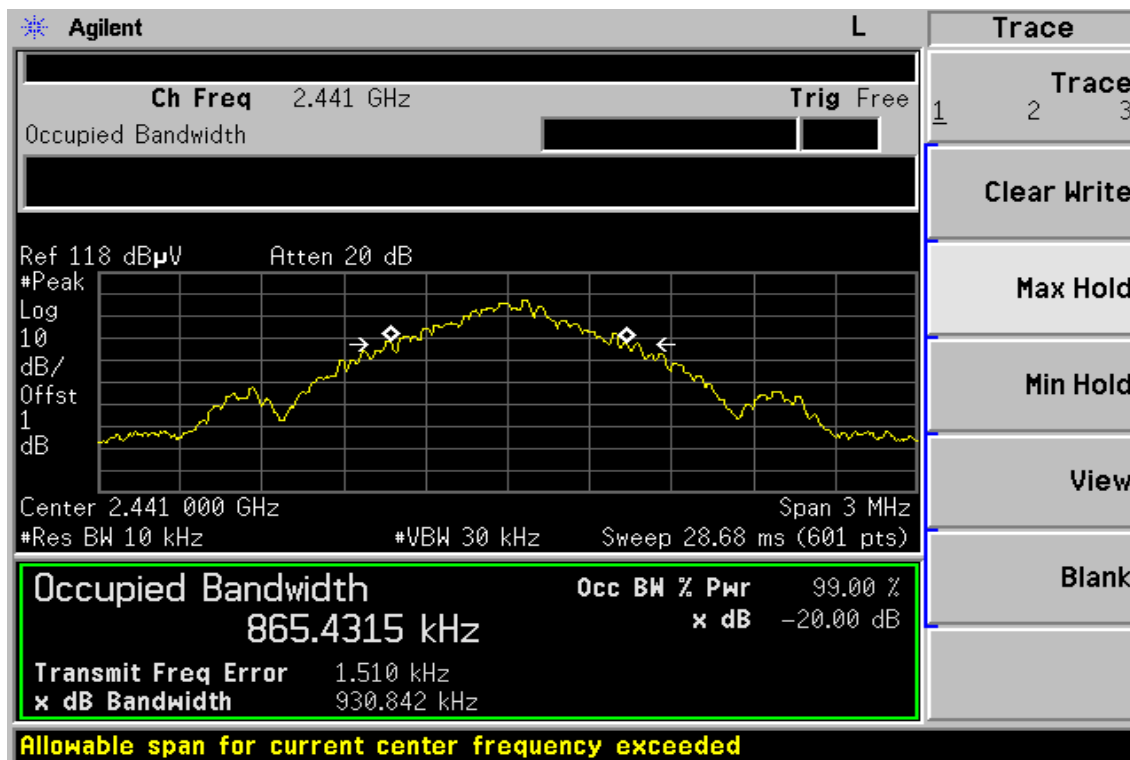 Agilent L Trace
Ch Freq 2.441 GHz Trig Free
Trace
1 2 3
Occupied Bandwidth
Clear Write
Ref 118 dBµV Atten 20 dB
#Peak
Log
10
dB/
Offst
1
dB
Max Hold
Min Hold
View
Center 2.441 000 GHz Span 3 MHz
#Res BW 10 kHz #VBW 30 kHz Sweep 28.68 ms (601 pts)
Blank
Occupied Bandwidth Occ BW % Pwr 99.00 %
865.4315 kHz x dB -20.00 dB
Transmit Freq Error 1.510 kHz
x dB Bandwidth 930.842 kHz
Allowable span for current center frequency exceeded